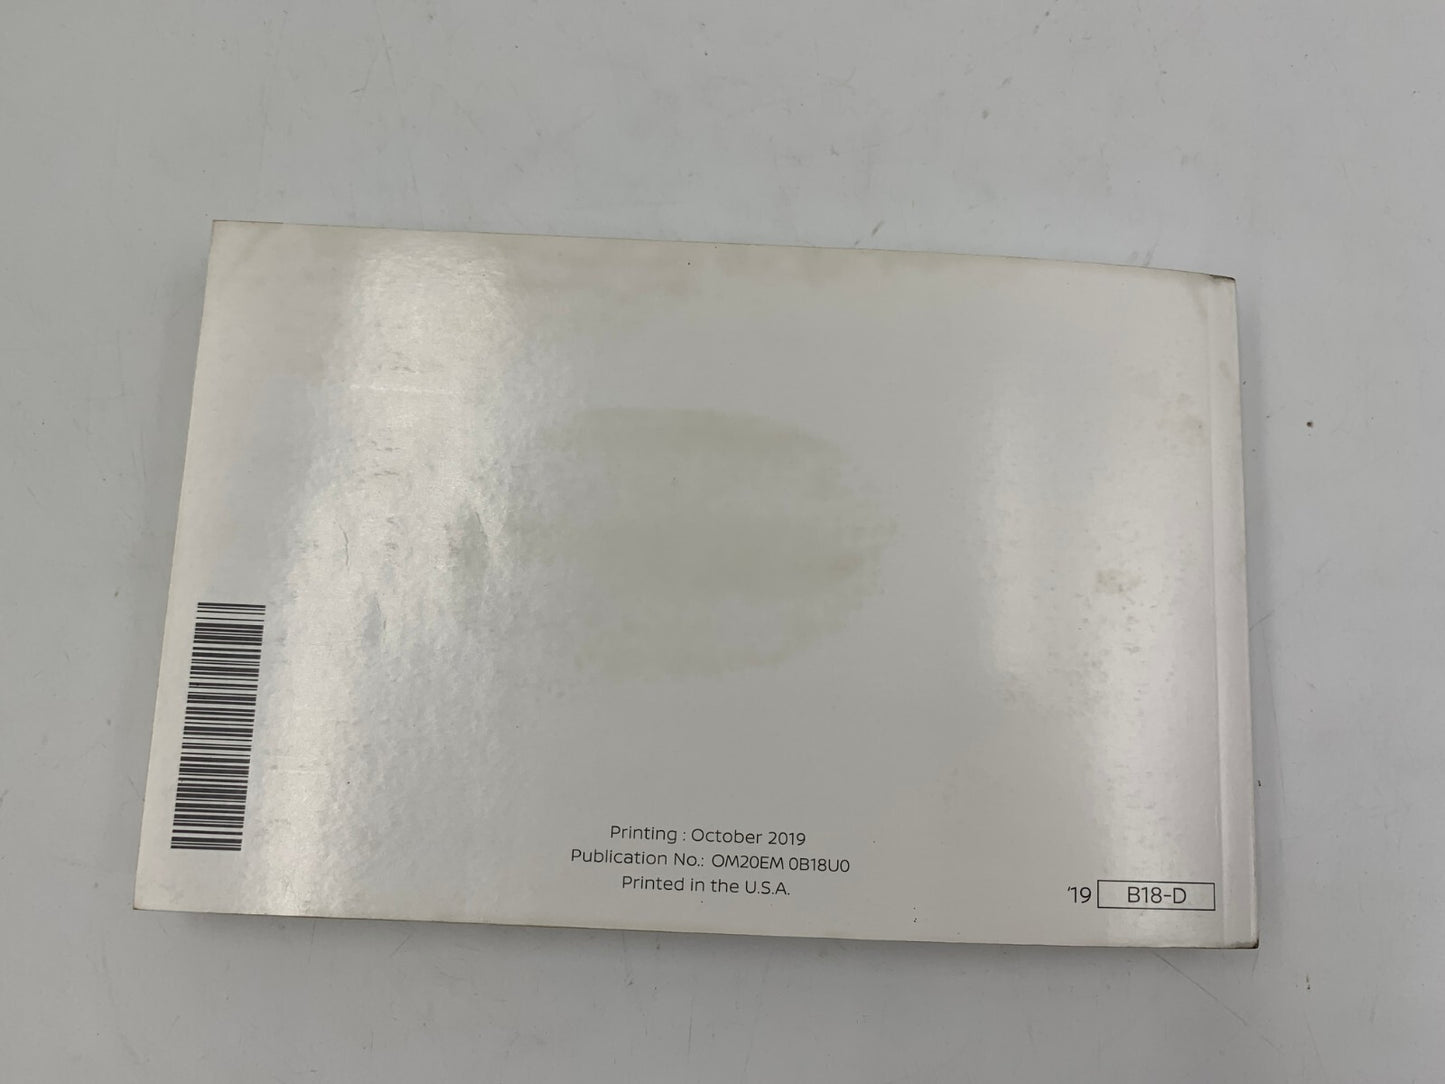 Printing : October 2019
Publication No.: OM20EM 0B18U0
Printed in the U.S.A.
'19 B18-D